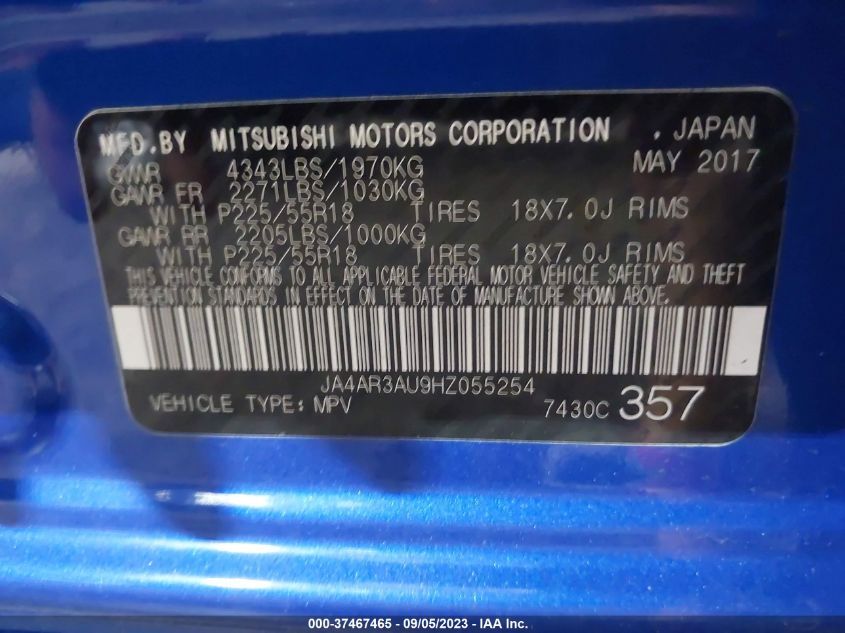 MFD.BY MITSUBISHI MOTORS CORPORATION , JAPAN
GVWR 4343LBS/1970KG MAY 2017
GAWR FR 2271LBS/1030KG
WITH P225/55R18 TIRES 18X7.0J RIMS
GAWR RR 2205LBS/1000KG
WITH P225/55R18 TIRES 18X7.0J RIMS
THIS VEHICLE CONFORMS TO ALL APPLICABLE FEDERAL MOTOR VEHICLE SAFETY AND THEFT
PREVENTION STANDARDS IN EFFECT ON THE DATE OF MANUFACTURE SHOWN ABOVE.
JA4AR3AU9HZ055254
VEHICLE TYPE: MPV 7430C 357
000-37467465 - 09/05/2023 - IAA Inc.